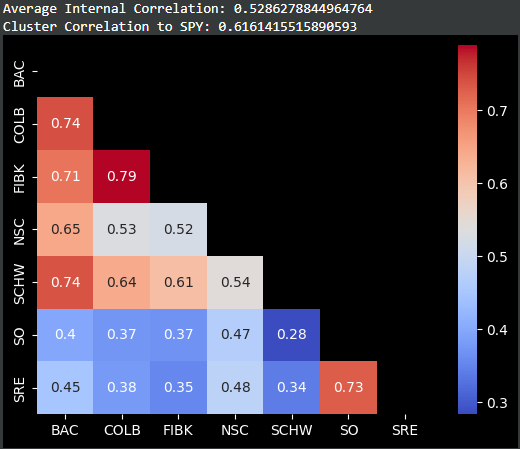 Average Internal Correlation: 0.5286278844964764
Cluster Correlation to SPY: 0.6161415515890593
BAC
COLB 0.74
FIBK 0.71 0.79
NSC 0.65 0.53 0.52
SCHW 0.74 0.64 0.61 0.54
SO 0.4 0.37 0.37 0.47 0.28
SRE 0.45 0.38 0.35 0.48 0.34 0.73
BAC COLB FIBK NSC SCHW SO SRE
0.7
0.6
0.5
0.4
0.3